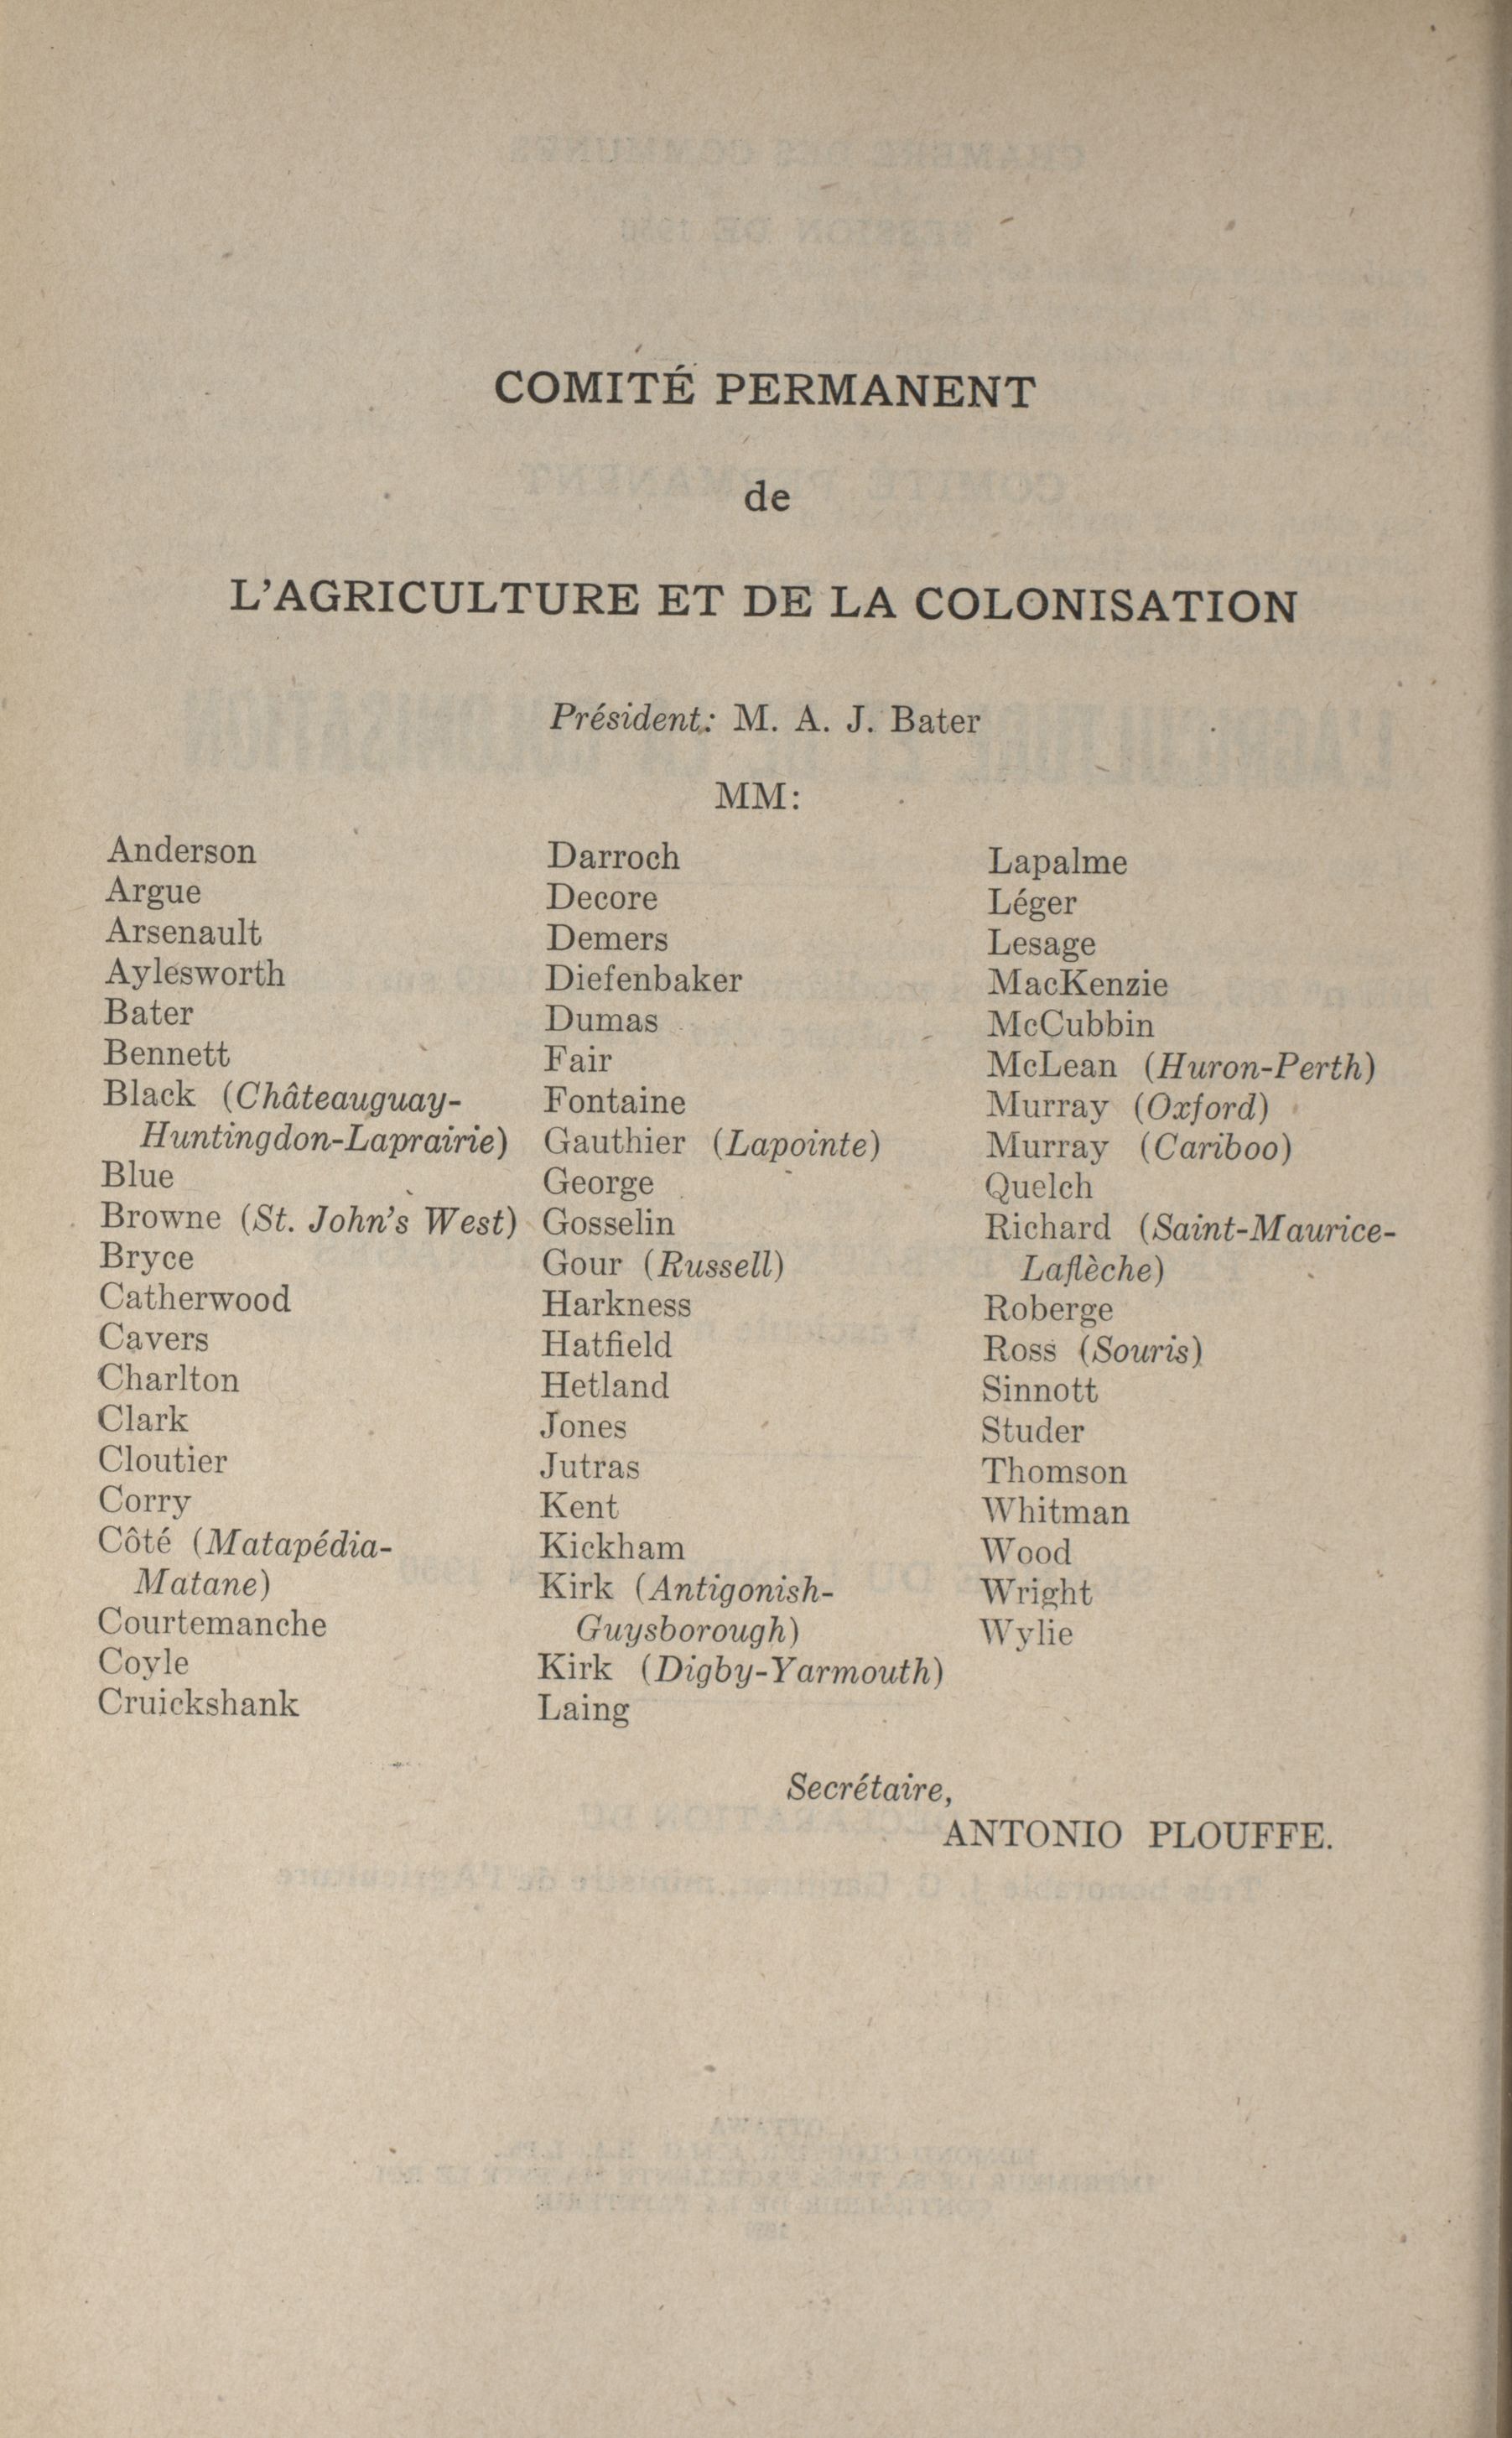 COMITÉ PERMANENT
de
L'AGRICULTURE ET DE LA COLONISATION
Président: M. A. J. Bater
MM:
Anderson
Argue
Arsenault
Aylesworth
Bater
Bennett
Black (Châteauguay-
Huntingdon-Laprairie)
Blue
Browne (St. John's West)
Bryce
Catherwood
Cavers
Charlton
Clark
Cloutier
Corry
Côté (Matapédia-
Matane)
Courtemanche
Coyle
Cruickshank
Darroch
Decore
Demers
Diefenbaker
Dumas
Fair
Fontaine
Gauthier (Lapointe)
George
Gosselin
Gour (Russell)
Harkness
Hatfield
Hetland
Jones
Jutras
Kent
Kickham
Kirk (Antigonish-
Guysborough)
Kirk (Digby-Yarmouth)
Laing
Lapalme
Léger
Lesage
MacKenzie
McCubbin
McLean (Huron-Perth)
Murray (Oxford)
Murray (Cariboo)
Quelch
Richard (Saint-Maurice-
Laflèche)
Roberge
Ross (Souris)
Sinnott
Studer
Thomson
Whitman
Wood
Wright
Wylie
Secrétaire,
ANTONIO PLOUFFE.